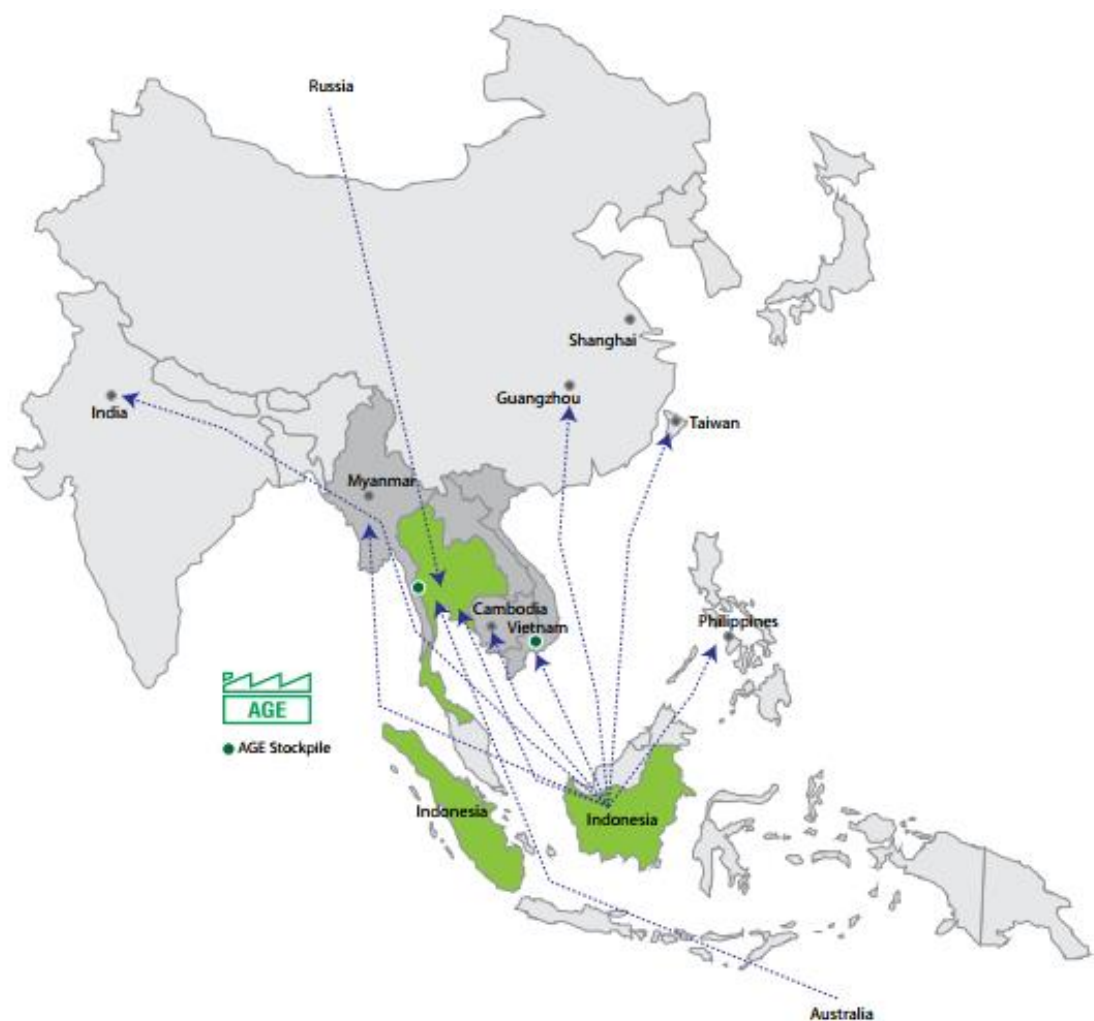 Russia
Shanghai
Guangzhou
India
Taiwan
Myanmar
Cambodia
Vietnam
Philippines
AGE
AGE Stockpile
Indonesia
Indonesia
Australia